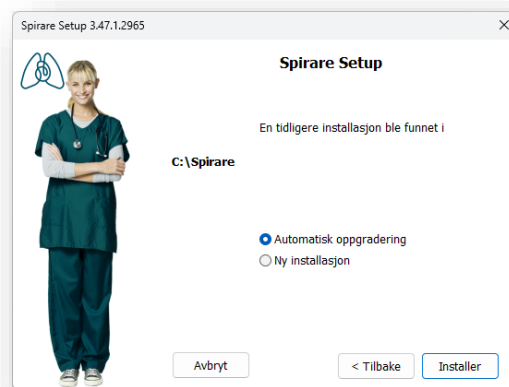 Spirare Setup 3.47.1.2965
Spirare Setup
En tidligere installasjon ble funnet i
C:\Spirare
Automatisk oppgradering
Ny installasjon
Avbryt
< Tilbake
Installer